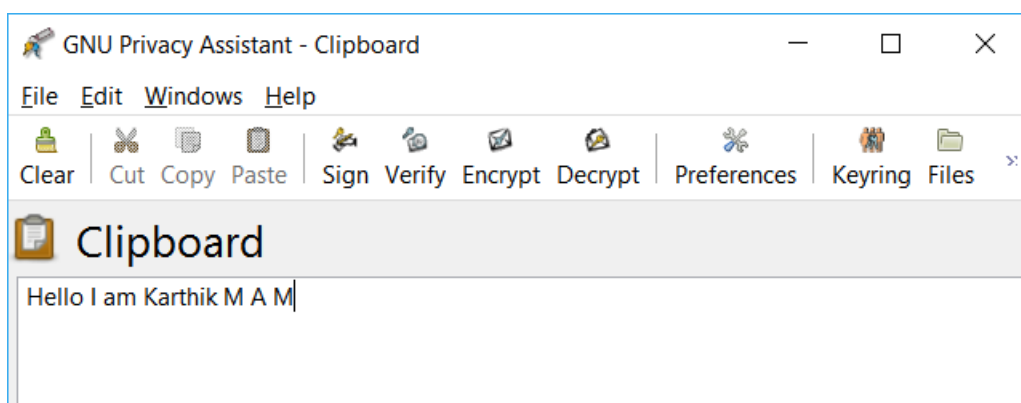 GNU Privacy Assistant - Clipboard
File Edit Windows Help
Clear Cut Copy Paste Sign Verify Encrypt Decrypt Preferences Keyring Files
Clipboard
Hello I am Karthik M A M